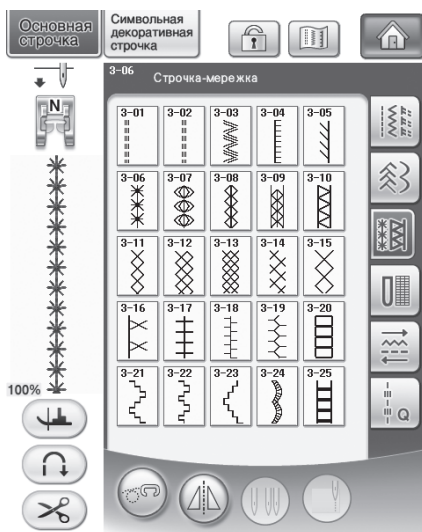 Основная
строчка
Символьная
декоративная
строчка
3-06
Строчка-мережка
N
3-01 3-02 3-03 3-04 3-05
3-06 3-07 3-08 3-09 3-10
3-11 3-12 3-13 3-14 3-15
3-16 3-17 3-18 3-19 3-20
3-21 3-22 3-23 3-24 3-25
100%
Q